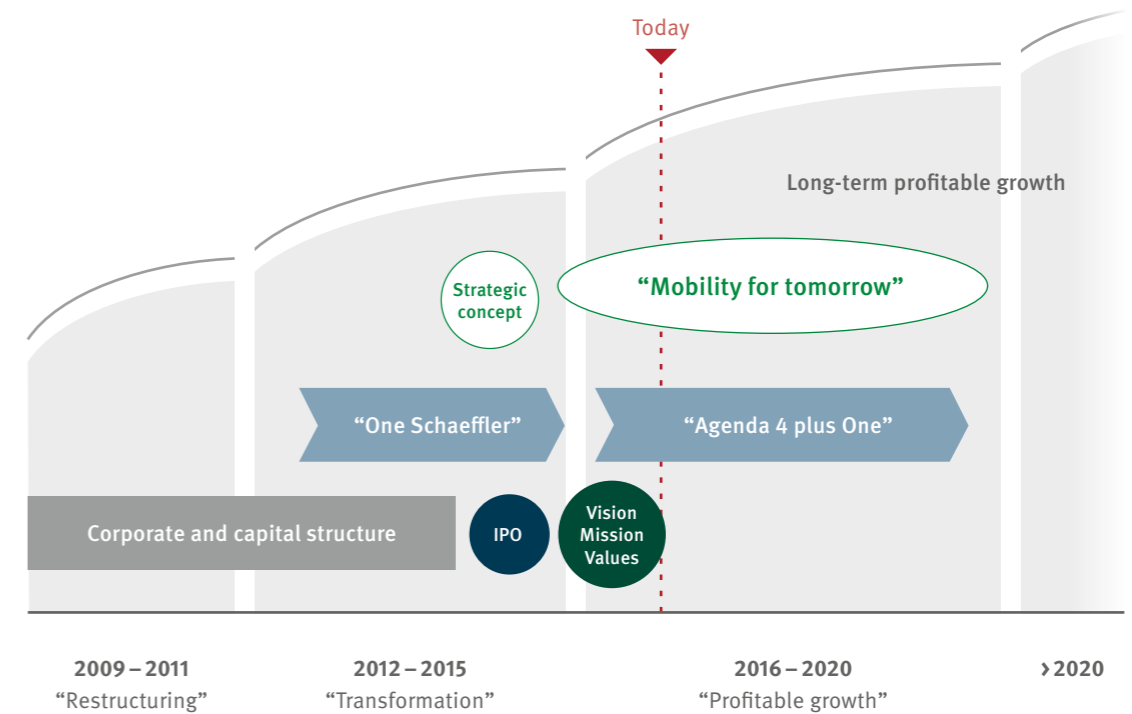 Today
Long-term profitable growth
Strategic
concept
“Mobility for tomorrow”
“One Schaeffler”
“Agenda 4 plus One”
Corporate and capital structure
IPO
Vision
Mission
Values
2009 – 2011
“Restructuring”
2012 – 2015
“Transformation”
2016 – 2020
“Profitable growth”
>2020